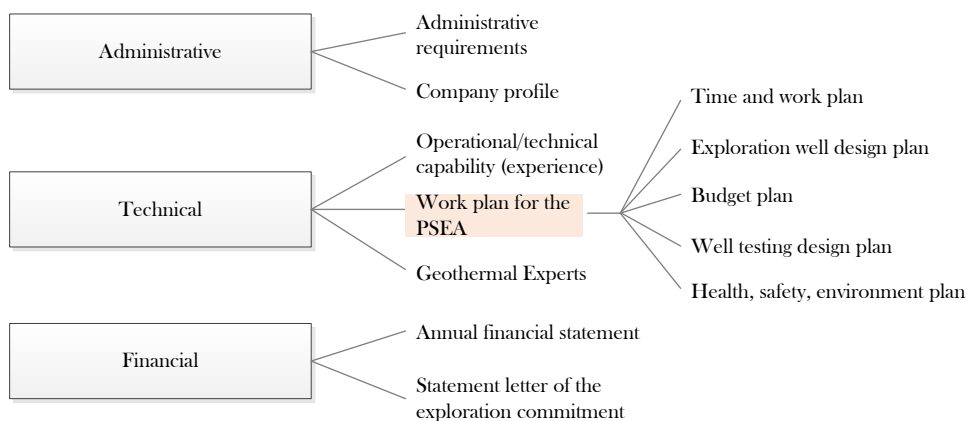 Administrative
Administrative
requirements
Company profile
Technical
Operational/technical
capability (experience)
Work plan for the
PSEA
Geothermal Experts
Time and work plan
Exploration well design plan
Budget plan
Well testing design plan
Health, safety, environment plan
Financial
Annual financial statement
Statement letter of the
exploration commitment